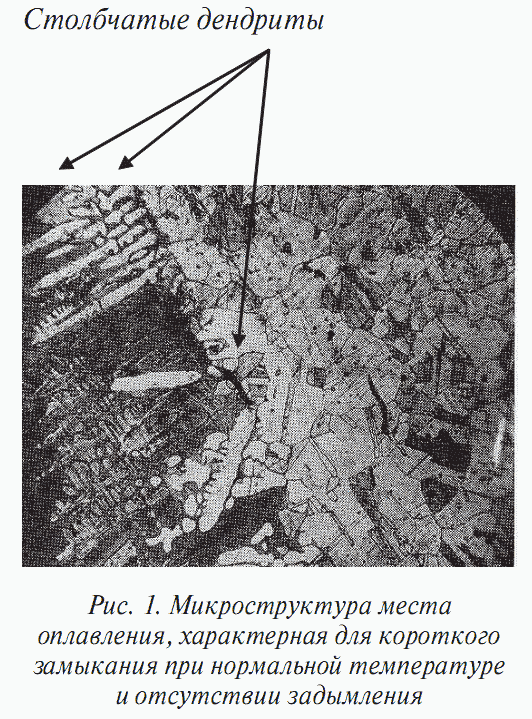 Столбчатые дендриты
Рис. 1. Микроструктура места
оплавления, характерная для короткого
замыкания при нормальной температуре
и отсутствии задымления